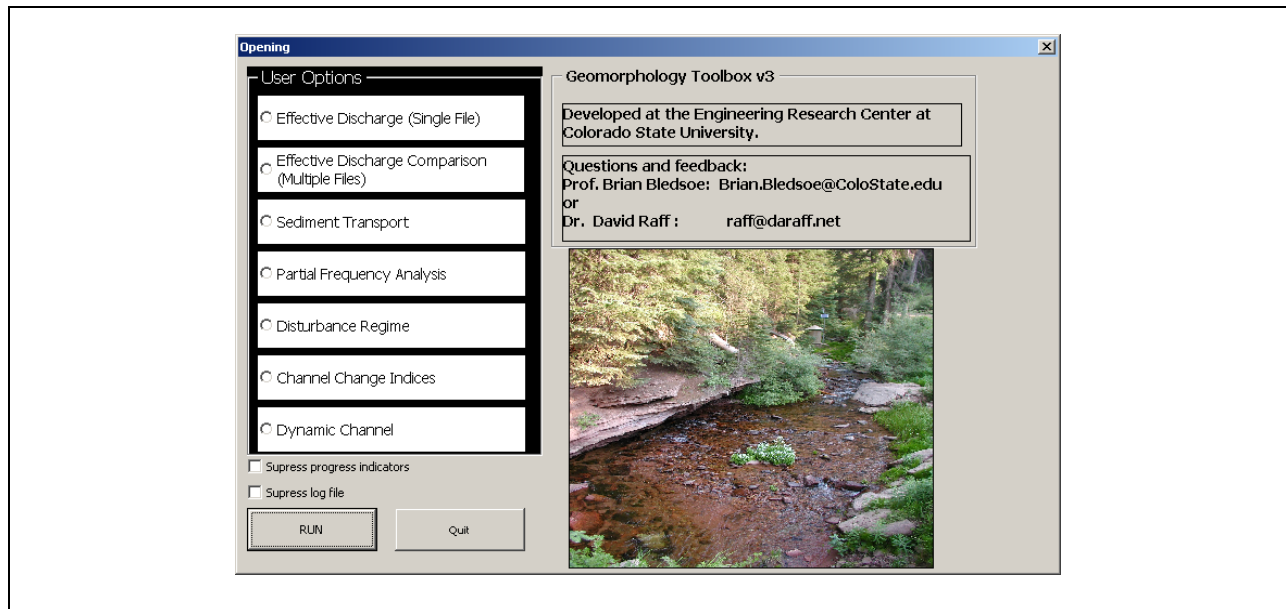 Opening
User Options
Effective Discharge (Single File)
Effective Discharge Comparison
(Multiple Files)
Sediment Transport
Partial Frequency Analysis
Disturbance Regime
Channel Change Indices
Dynamic Channel
Supress progress indicators
Supress log file
RUN
Quit
Geomorphology Toolbox v3
Developed at the Engineering Research Center at
Colorado State University.
Questions and feedback:
Prof. Brian Bledsoe: Brian.Bledsoe@ColoState.edu
or
Dr. David Raff : raff@daraff.net